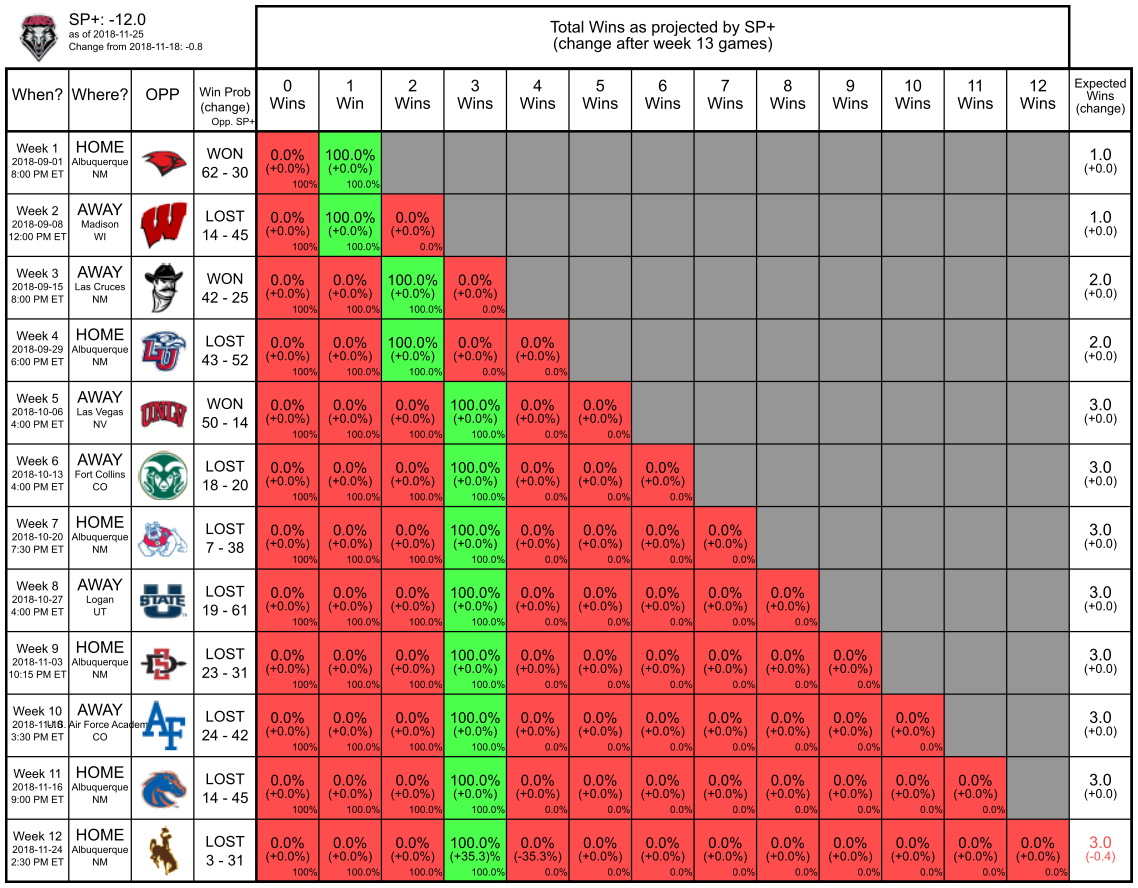 SP+: -12.0
as of 2018-11-25
Change from 2018-11-18: -0.8
Total Wins as projected by SP+
(change after week 13 games)
When? Where? OPP Win Prob (change) Opp. SP+ 0 Wins 1 Win 2 Wins 3 Wins 4 Wins 5 Wins 6 Wins 7 Wins 8 Wins 9 Wins 10 Wins 11 Wins 12 Wins Expected Wins (change)
Week 1 HOME WON 0.0% 100.0% 1.0
2018-09-01 Albuquerque (+0.0%) (+0.0%) (+0.0)
8:00 PM ET NM 62 - 30 100% 100.0%
Week 2 AWAY W LOST 0.0% 100.0% 0.0% 1.0
2018-09-08 Madison (+0.0%) (+0.0%) (+0.0%) (+0.0)
12:00 PM ET WI 14 - 45 100% 100.0% 0.0%
Week 3 AWAY WON 0.0% 0.0% 100.0% 0.0% 2.0
2018-09-15 Las Cruces (+0.0%) (+0.0%) (+0.0%) (+0.0%) (+0.0)
8:00 PM ET NM 42 - 25 100% 100.0% 100.0% 0.0%
Week 4 HOME LU LOST 0.0% 0.0% 100.0% 0.0% 0.0% 2.0
2018-09-29 Albuquerque (+0.0%) (+0.0%) (+0.0%) (+0.0%) (+0.0%) (+0.0)
6:00 PM ET NM 43 - 52 100% 100.0% 100.0% 0.0% 0.0%
Week 5 AWAY UNLV WON 0.0% 0.0% 0.0% 100.0% 0.0% 0.0% 3.0
2018-10-06 Las Vegas (+0.0%) (+0.0%) (+0.0%) (+0.0%) (+0.0%) (+0.0%) (+0.0)
4:00 PM ET NV 50 - 14 100% 100.0% 100.0% 100.0% 0.0% 0.0%
Week 6 AWAY LOST 0.0% 0.0% 0.0% 100.0% 0.0% 0.0% 0.0% 3.0
2018-10-13 Fort Collins (+0.0%) (+0.0%) (+0.0%) (+0.0%) (+0.0%) (+0.0%) (+0.0%) (+0.0)
4:00 PM ET CO 18 - 20 100% 100.0% 100.0% 100.0% 0.0% 0.0% 0.0%
Week 7 HOME LOST 0.0% 0.0% 0.0% 100.0% 0.0% 0.0% 0.0% 0.0% 3.0
2018-10-20 Albuquerque (+0.0%) (+0.0%) (+0.0%) (+0.0%) (+0.0%) (+0.0%) (+0.0%) (+0.0%) (+0.0)
7:30 PM ET NM 7 - 38 100% 100.0% 100.0% 100.0% 0.0% 0.0% 0.0% 0.0%
Week 8 AWAY U STATE LOST 0.0% 0.0% 0.0% 100.0% 0.0% 0.0% 0.0% 0.0% 0.0% 3.0
2018-10-27 Logan (+0.0%) (+0.0%) (+0.0%) (+0.0%) (+0.0%) (+0.0%) (+0.0%) (+0.0%) (+0.0%) (+0.0)
4:00 PM ET UT 19 - 61 100% 100.0% 100.0% 100.0% 0.0% 0.0% 0.0% 0.0% 0.0%
Week 9 HOME SD LOST 0.0% 0.0% 0.0% 100.0% 0.0% 0.0% 0.0% 0.0% 0.0% 0.0% 3.0
2018-11-03 Albuquerque (+0.0%) (+0.0%) (+0.0%) (+0.0%) (+0.0%) (+0.0%) (+0.0%) (+0.0%) (+0.0%) (+0.0%) (+0.0)
10:15 PM ET NM 23 - 31 100% 100.0% 100.0% 100.0% 0.0% 0.0% 0.0% 0.0% 0.0% 0.0%
Week 10 AWAY AF LOST 0.0% 0.0% 0.0% 100.0% 0.0% 0.0% 0.0% 0.0% 0.0% 0.0% 0.0% 3.0
Air Force Academ (+0.0%) (+0.0%) (+0.0%) (+0.0%) (+0.0%) (+0.0%) (+0.0%) (+0.0%) (+0.0%) (+0.0%) (+0.0%) (+0.0)
3:30 PM ET CO 24 - 42 100% 100.0% 100.0% 100.0% 0.0% 0.0% 0.0% 0.0% 0.0% 0.0% 0.0%
Week 11 HOME LOST 0.0% 0.0% 0.0% 100.0% 0.0% 0.0% 0.0% 0.0% 0.0% 0.0% 0.0% 0.0% 3.0
2018-11-16 Albuquerque (+0.0%) (+0.0%) (+0.0%) (+0.0%) (+0.0%) (+0.0%) (+0.0%) (+0.0%) (+0.0%) (+0.0%) (+0.0%) (+0.0%) (+0.0)
9:00 PM ET NM 14 - 45 100% 100.0% 100.0% 100.0% 0.0% 0.0% 0.0% 0.0% 0.0% 0.0% 0.0% 0.0%
Week 12 HOME LOST 0.0% 0.0% 0.0% 100.0% 0.0% 0.0% 0.0% 0.0% 0.0% 0.0% 0.0% 0.0% 0.0% 3.0
2018-11-24 Albuquerque (+0.0%) (+0.0%) (+0.0%) (+35.3)% (-35.3%) (+0.0%) (+0.0%) (+0.0%) (+0.0%) (+0.0%) (+0.0%) (+0.0%) (+0.0%) (-0.4)
2:30 PM ET NM 3 - 31 100% 100.0% 100.0% 100.0% 0.0% 0.0% 0.0% 0.0% 0.0% 0.0% 0.0% 0.0% 0.0%